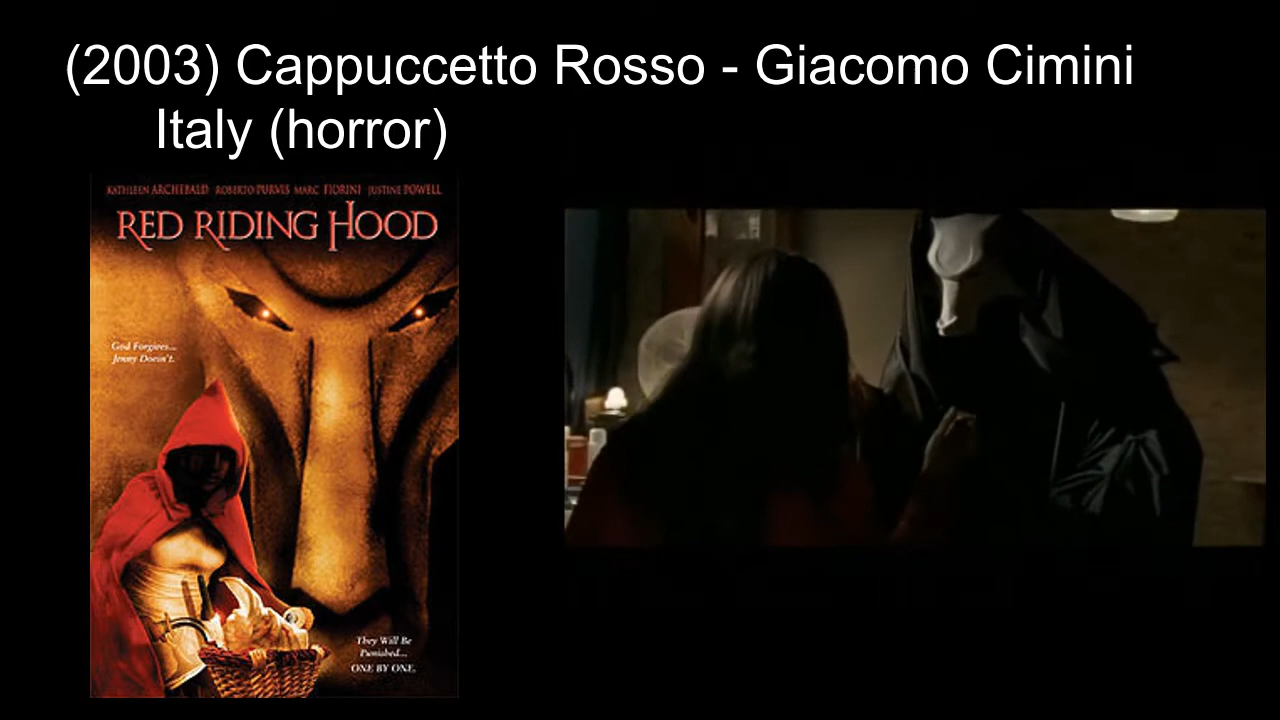 (2003) Cappuccetto Rosso - Giacomo Cimini
Italy (horror)
KATHLEEN ARCHEBALD ROBERTO PURVIS MARC FIORINI JUSTINE POWELL
RED RIDING HOOD
God Forgives...
Jenny Doesn't.
They Will Be
Punished...
ONE BY ONE.